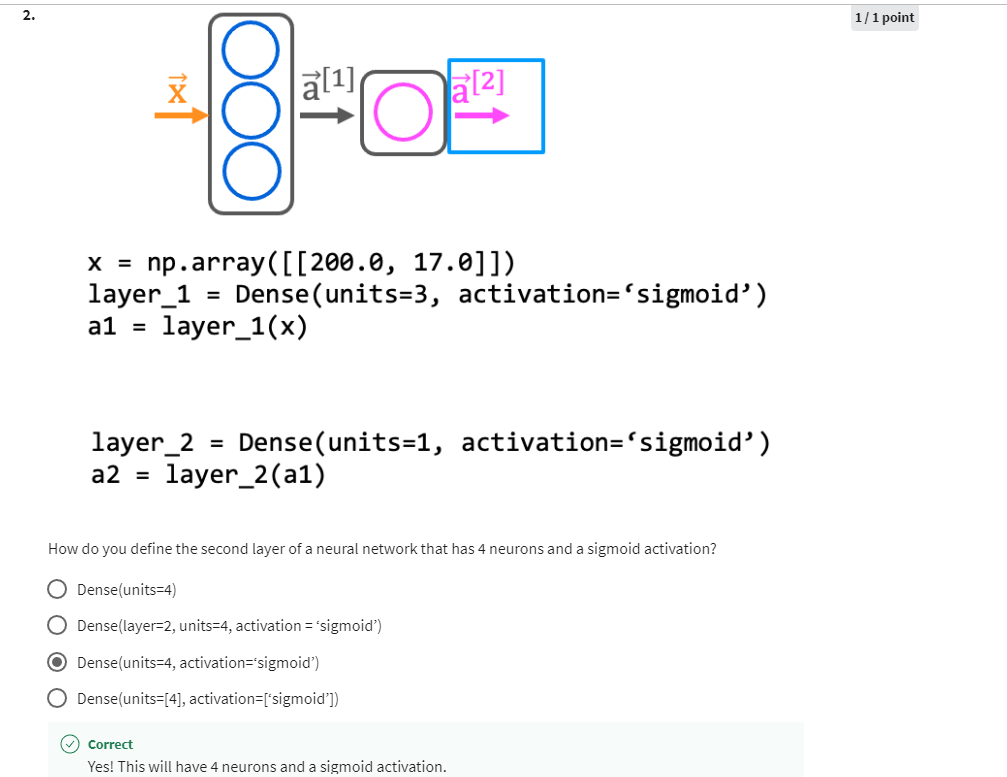 2.
1 / 1 point
x⃗
a⃗[1]
a⃗[2]
x = np.array([[200.0, 17.0]])
layer_1 = Dense(units=3, activation=‘sigmoid’)
a1 = layer_1(x)
layer_2 = Dense(units=1, activation=‘sigmoid’)
a2 = layer_2(a1)
How do you define the second layer of a neural network that has 4 neurons and a sigmoid activation?
Dense(units=4)
Dense(layer=2, units=4, activation = ‘sigmoid’)
Dense(units=4, activation=‘sigmoid’)
Dense(units=[4], activation=[‘sigmoid’])
Correct
Yes! This will have 4 neurons and a sigmoid activation.